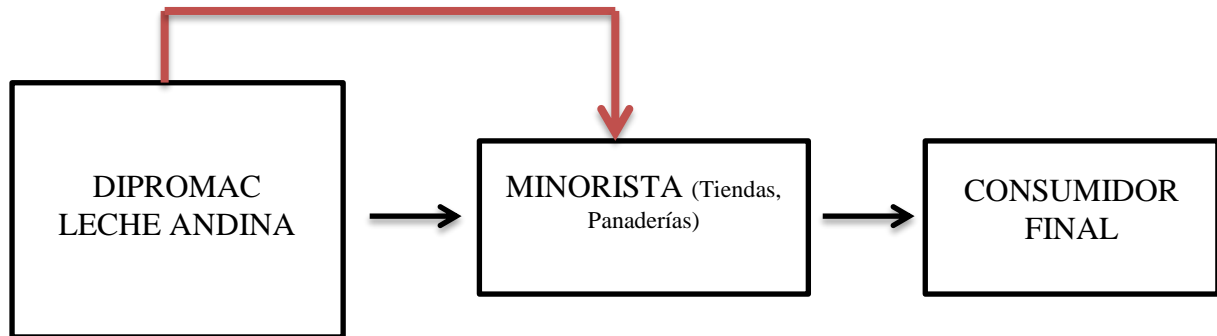 DIPROMAC
LECHE ANDINA
MINORISTA (Tiendas,
Panaderías)
CONSUMIDOR
FINAL